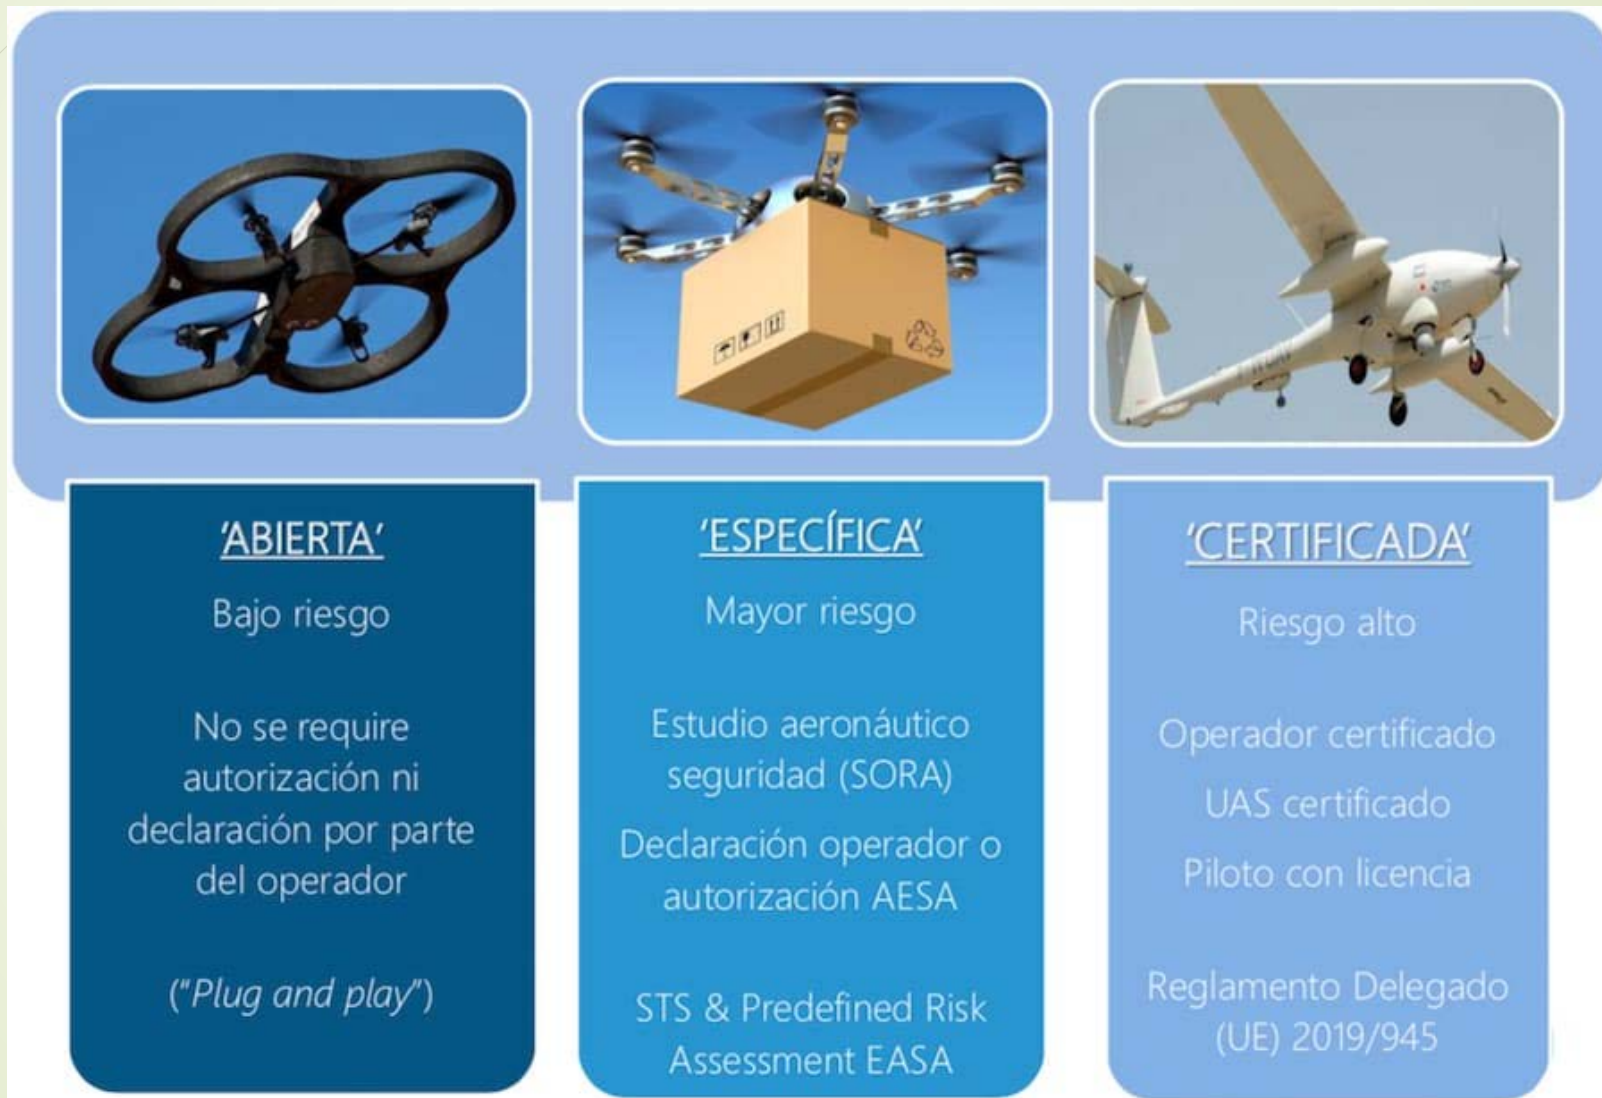 'ABIERTA'
Bajo riesgo
No se require
autorización ni
declaración por parte
del operador
("Plug and play")
'ESPECÍFICA'
Mayor riesgo
Estudio aeronáutico
seguridad (SORA)
Declaración operador o
autorización AESA
STS & Predefined Risk
Assessment EASA
'CERTIFICADA'
Riesgo alto
Operador certificado
UAS certificado
Piloto con licencia
Reglamento Delegado
(UE) 2019/945